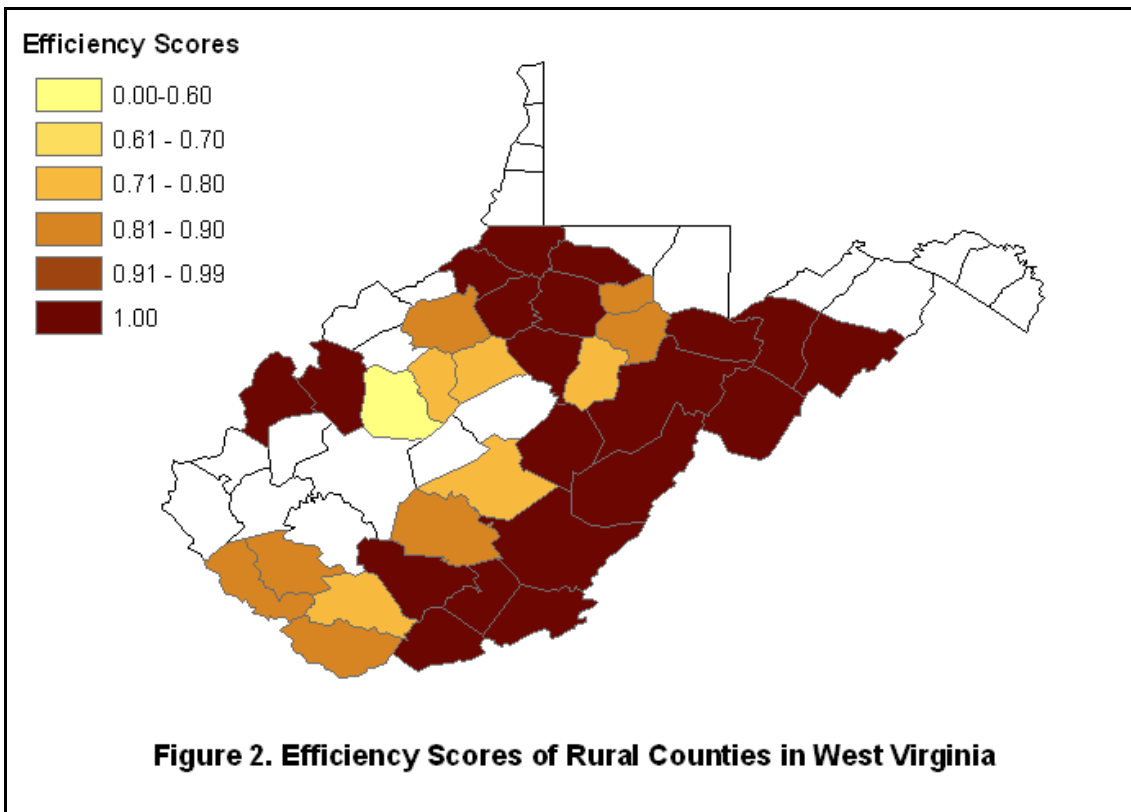 Efficiency Scores
0.00-0.60
0.61 - 0.70
0.71 - 0.80
0.81 - 0.90
0.91 - 0.99
1.00
Figure 2. Efficiency Scores of Rural Counties in West Virginia